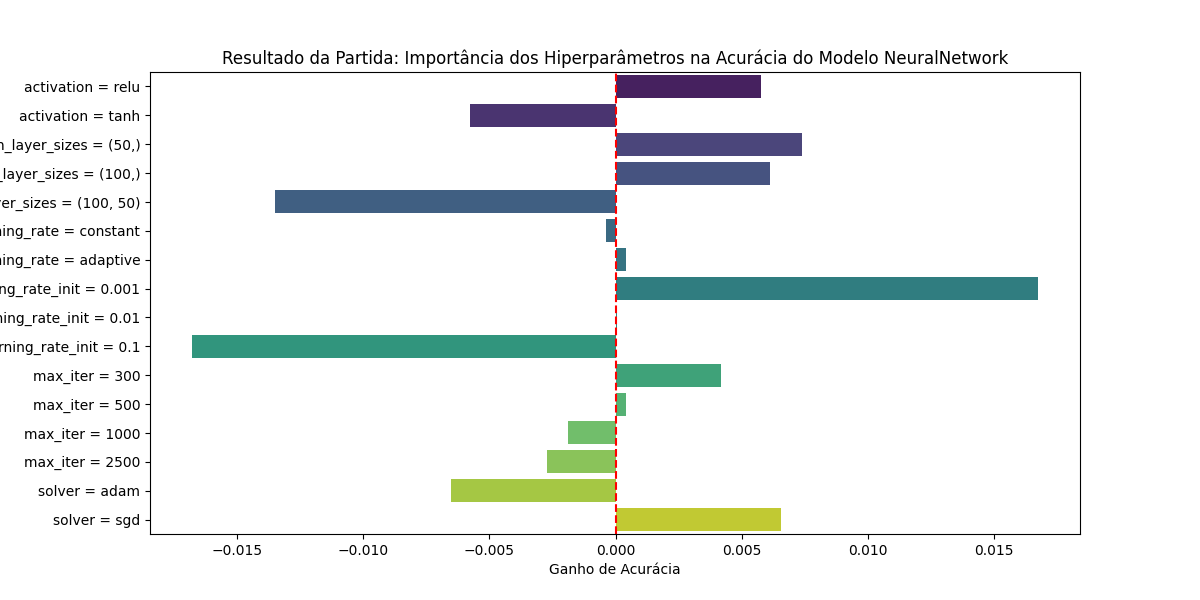 Resultado da Partida: Importância dos Hiperparâmetros na Acurácia do Modelo NeuralNetwork
activation = relu
activation = tanh
_layer_sizes = (50,)
_layer_sizes = (100,)
er_sizes = (100, 50)
ing_rate = constant
ing_rate = adaptive
ng_rate_init = 0.001
ning_rate_init = 0.01
rning_rate_init = 0.1
max_iter = 300
max_iter = 500
max_iter = 1000
max_iter = 2500
solver = adam
solver = sgd
−0.015 −0.010 −0.005 0.000 0.005 0.010 0.015
Ganho de Acurácia